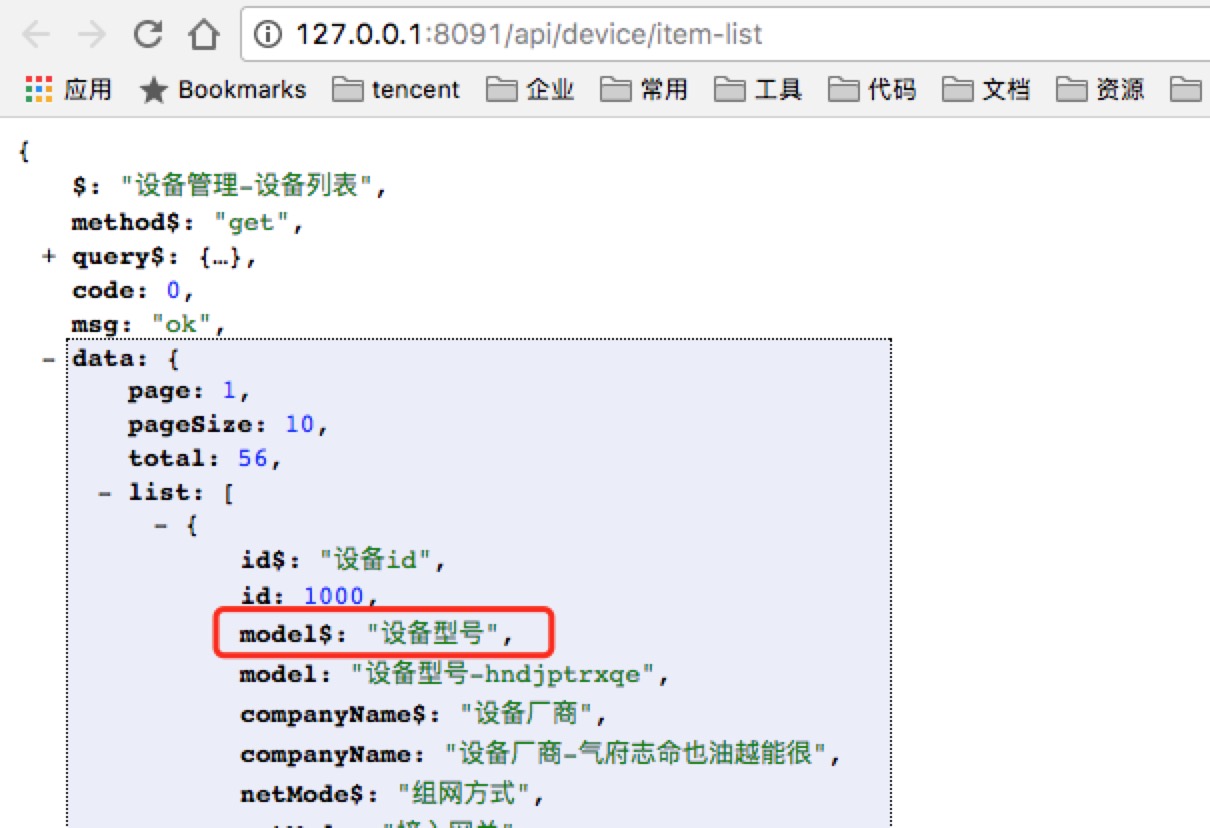 127.0.0.1:8091/api/device/item-list
应用 Bookmarks tencent 企业 常用 工具 代码 文档 资源
{
$: "设备管理-设备列表",
method$: "get",
+ query$: {…},
code: 0,
msg: "ok",
- data: {
page: 1,
pageSize: 10,
total: 56,
- list: [
- {
id$: "设备id",
id: 1000,
model$: "设备型号",
model: "设备型号-hndjptrxqe",
companyName$: "设备厂商",
companyName: "设备厂商-气府志命也油越能很",
netMode$: "组网方式",